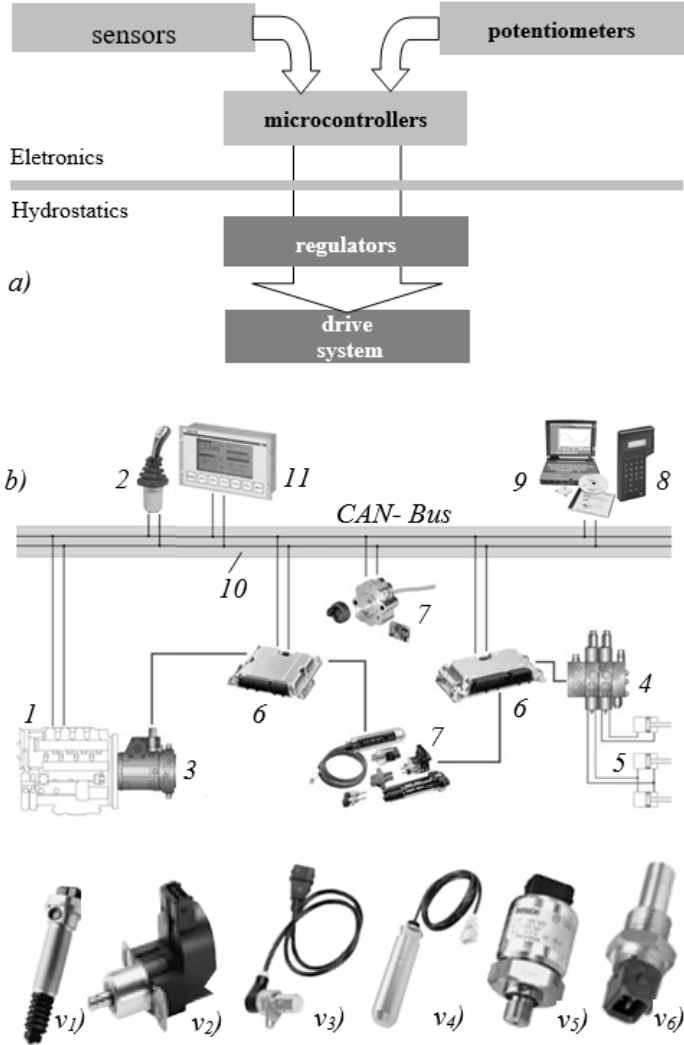 sensors
potentiometers
microcontrollers
Eletronics
Hydrostatics
regulators
a)
drive
system
b)
2
11
9
8
CAN- Bus
10
7
1
6
6
4
3
7
5
BOSCH
v1)
v2)
v3)
v4)
v5)
v6)